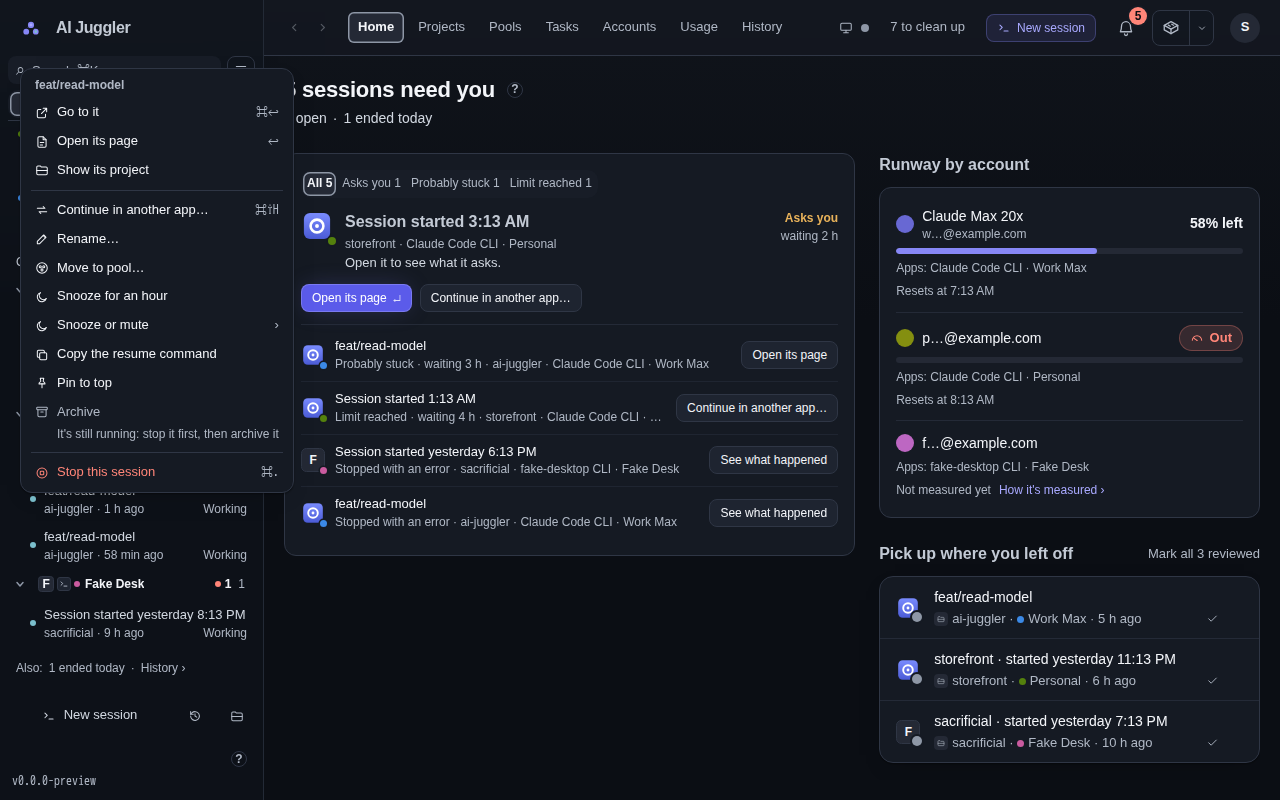 AI Juggler
Home
Projects
Pools
Tasks
Accounts
Usage
History
7 to clean up
New session
5
S
feat/read-model
Go to it ⌘↩
Open its page ↩
Show its project
Continue in another app…
Rename…
Move to pool…
Snooze for an hour
Snooze or mute ›
Copy the resume command
Pin to top
Archive
It's still running: stop it first, then archive it
Stop this session ⌘.
ai-juggler · 1 h ago Working
feat/read-model
ai-juggler · 58 min ago Working
F Fake Desk 1 1
Session started yesterday 8:13 PM
sacrificial · 9 h ago Working
Also: 1 ended today · History ›
New session
?
v0.0.0-preview
sessions need you ?
open · 1 ended today
All 5 Asks you 1 Probably stuck 1 Limit reached 1
Session started 3:13 AM
Asks you
storefront · Claude Code CLI · Personal
waiting 2 h
Open it to see what it asks.
Open its page ↵
Continue in another app…
feat/read-model
Probably stuck · waiting 3 h · ai-juggler · Claude Code CLI · Work Max
Open its page
Session started 1:13 AM
Limit reached · waiting 4 h · storefront · Claude Code CLI · …
Continue in another app…
F
Session started yesterday 6:13 PM
Stopped with an error · sacrificial · fake-desktop CLI · Fake Desk
See what happened
feat/read-model
Stopped with an error · ai-juggler · Claude Code CLI · Work Max
See what happened
Runway by account
Claude Max 20x
w…@example.com
58% left
Apps: Claude Code CLI · Work Max
Resets at 7:13 AM
p…@example.com
Out
Apps: Claude Code CLI · Personal
Resets at 8:13 AM
f…@example.com
Apps: fake-desktop CLI · Fake Desk
Not measured yet How it's measured ›
Pick up where you left off
Mark all 3 reviewed
feat/read-model
ai-juggler · Work Max · 5 h ago
storefront · started yesterday 11:13 PM
storefront · Personal · 6 h ago
F
sacrificial · started yesterday 7:13 PM
sacrificial · Fake Desk · 10 h ago